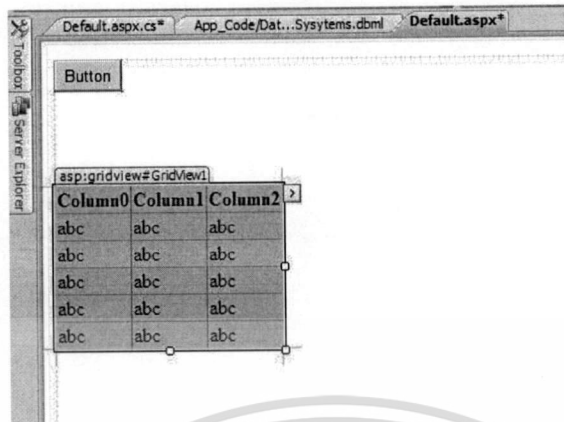 Default.aspx.cs* App_Code/Dat...Sysytems.dbml Default.aspx*
Toolbox
Server Explorer
Button
asp:gridview#GridView1
Column0 Column1 Column2
abc abc abc
abc abc abc
abc abc abc
abc abc abc
abc abc abc